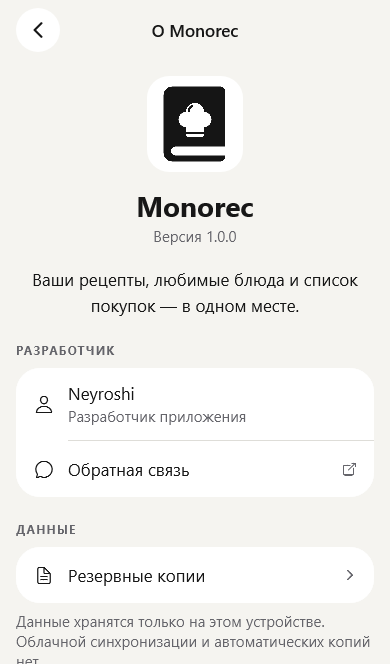 О Monorec
Monorec
Версия 1.0.0
Ваши рецепты, любимые блюда и список
покупок — в одном месте.
РАЗРАБОТЧИК
Neyroshi
Разработчик приложения
Обратная связь
ДАННЫЕ
Резервные копии
Данные хранятся только на этом устройстве.
Облачной синхронизации и автоматических копий
нет.